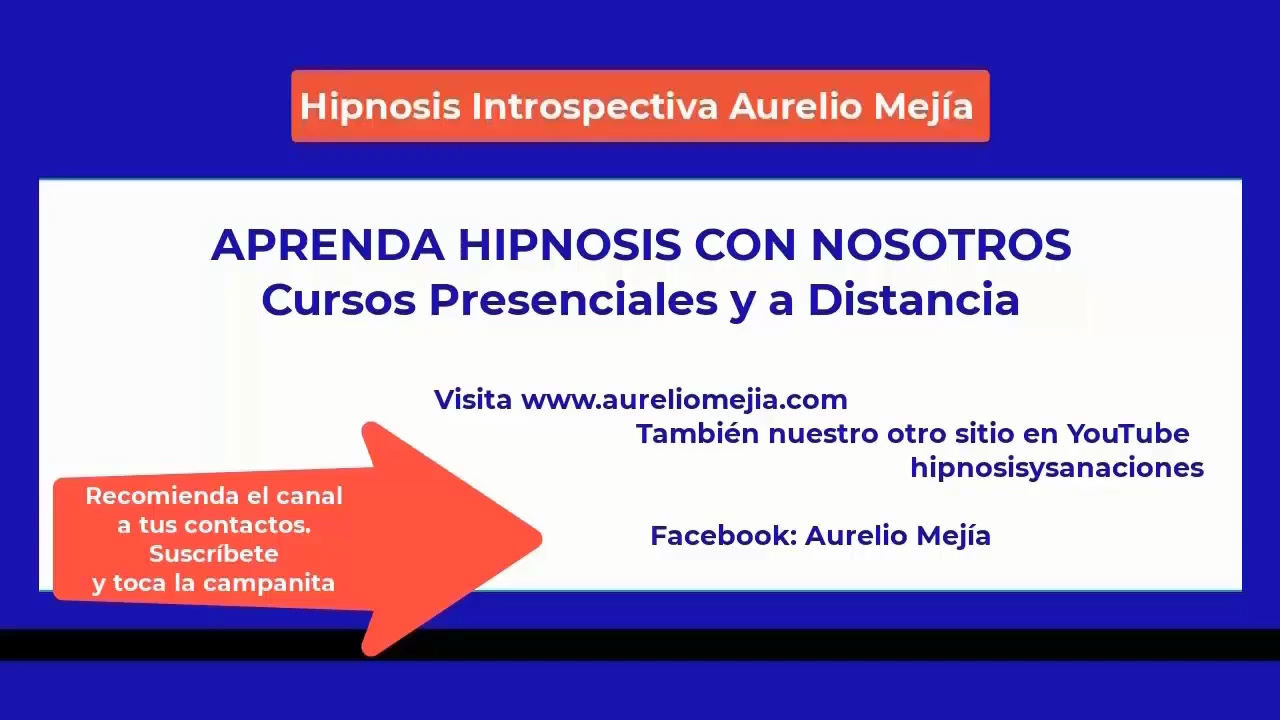 Hipnosis Introspectiva Aurelio Mejía
APRENDA HIPNOSIS CON NOSOTROS
Cursos Presenciales y a Distancia
Visita www.aureliomejia.com
También nuestro otro sitio en YouTube
hipnosisysanaciones
Facebook: Aurelio Mejía
Recomienda el canal
a tus contactos.
Suscríbete
y toca la campanita